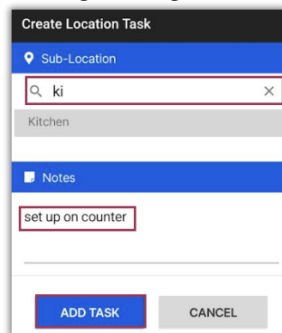 Create Location Task
Sub-Location
ki
Kitchen
Notes
set up on counter
ADD TASK
CANCEL